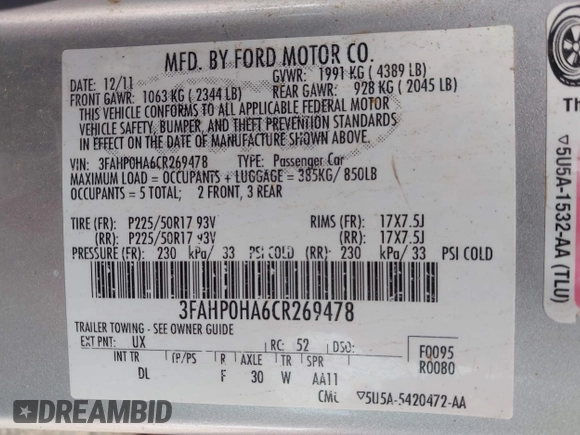 MFD. BY FORD MOTOR CO.
DATE: 12/11
GVWR: 1991 KG ( 4389 LB)
FRONT GAWR: 1063 KG ( 2344 LB)
REAR GAWR: 928 KG ( 2045 LB)
THIS VEHICLE CONFORMS TO ALL APPLICABLE FEDERAL MOTOR
VEHICLE SAFETY, BUMPER, AND THEFT PREVENTION STANDARDS
IN EFFECT ON THE DATE OF MANUFACTURE SHOWN ABOVE.
VIN: 3FAHP0HA6CR269478 TYPE: Passenger Car
MAXIMUM LOAD = OCCUPANTS + LUGGAGE = 385KG/ 850LB
OCCUPANTS = 5 TOTAL; 2 FRONT, 3 REAR
TIRE (FR): P225/50R17 93V RIMS (FR): 17X7.5J
(RR): P225/50R17 93V (RR): 17X7.5J
PRESSURE (FR): 230 kPa/ 33 PSI COLD (RR): 230 kPa/ 33 PSI COLD
3FAHP0HA6CR269478
TRAILER TOWING - SEE OWNER GUIDE
EXT PNT: UX RC: 52 DSO:
F0095
R0080
INT TR TP/PS R AXLE TR SPR
DL F 30 W AA11
CML ▽5U5A-5420472-AA
TH
▽5U5A-1532-AA (TLU)
DREAMBID